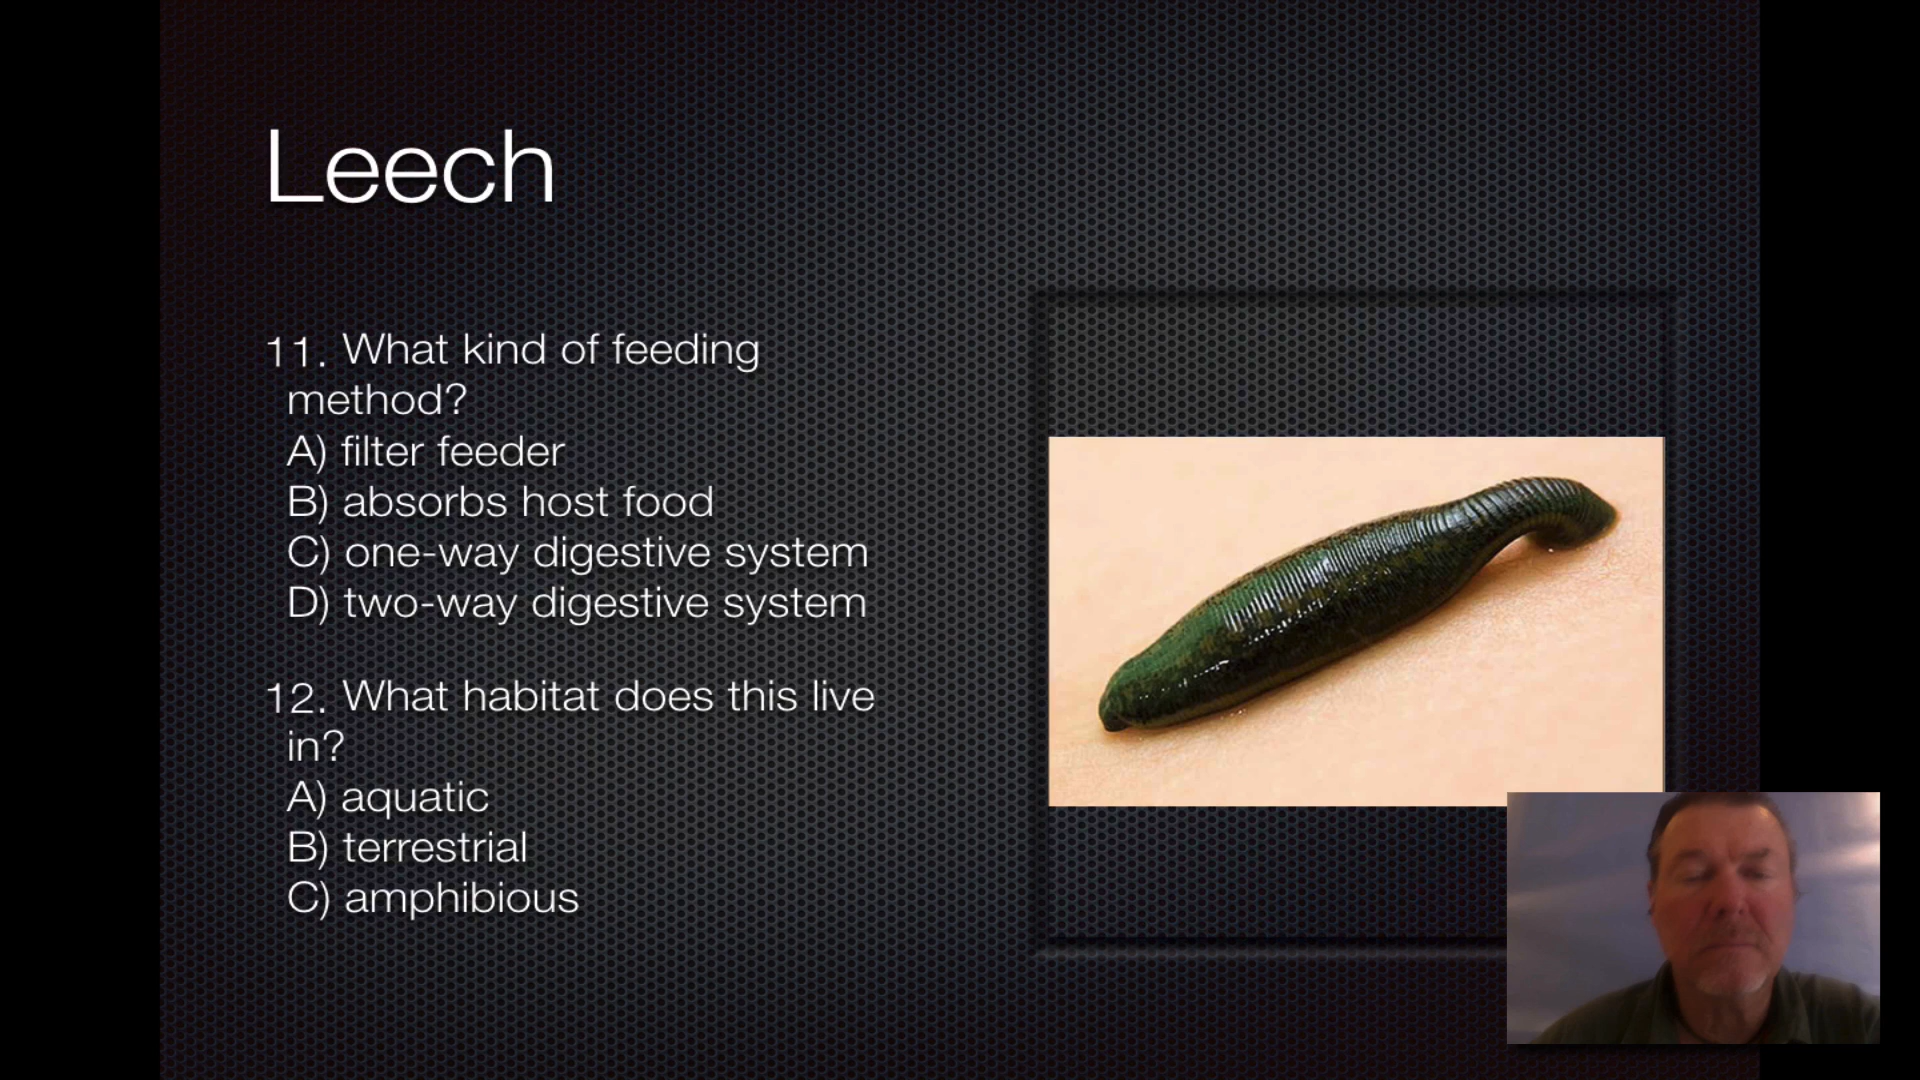 Leech
11. What kind of feeding
method?
A) filter feeder
B) absorbs host food
C) one-way digestive system
D) two-way digestive system
12. What habitat does this live
in?
A) aquatic
B) terrestrial
C) amphibious